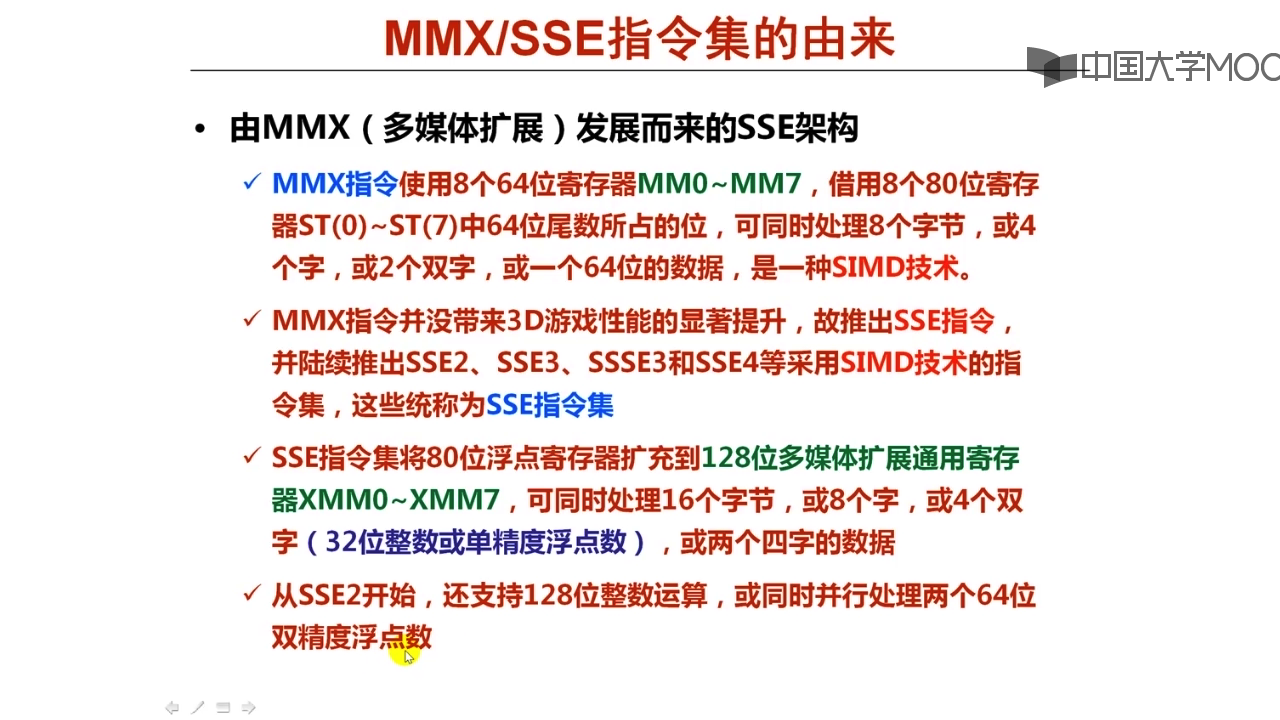 MMX/SSE指令集的由来
中国大学MOO
• 由MMX（多媒体扩展）发展而来的SSE架构
✓ MMX指令使用8个64位寄存器MM0~MM7，借用8个80位寄存
器ST(0)~ST(7)中64位尾数所占的位，可同时处理8个字节，或4
个字，或2个双字，或一个64位的数据，是一种SIMD技术。
✓ MMX指令并没带来3D游戏性能的显著提升，故推出SSE指令，
并陆续推出SSE2、SSE3、SSSE3和SSE4等采用SIMD技术的指
令集，这些统称为SSE指令集
✓ SSE指令集将80位浮点寄存器扩充到128位多媒体扩展通用寄存
器XMM0~XMM7，可同时处理16个字节，或8个字，或4个双
字（32位整数或单精度浮点数），或两个四字的数据
✓ 从SSE2开始，还支持128位整数运算，或同时并行处理两个64位
双精度浮点数